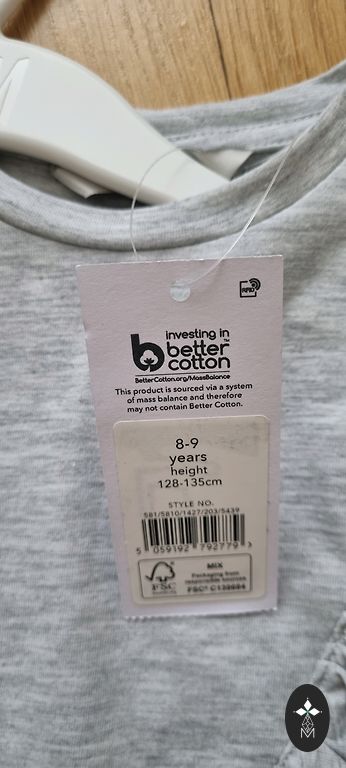 RFID
investing in
better
cotton™
BetterCotton.org/MassBalance
This product is sourced via a system
of mass balance and therefore
may not contain Better Cotton.
8-9
years
height
128-135cm
STYLE NO.
581/5810/1427/203/5439
5 059192 792779 >
FSC
MIX
Packaging from
responsible sources
FSC®
M